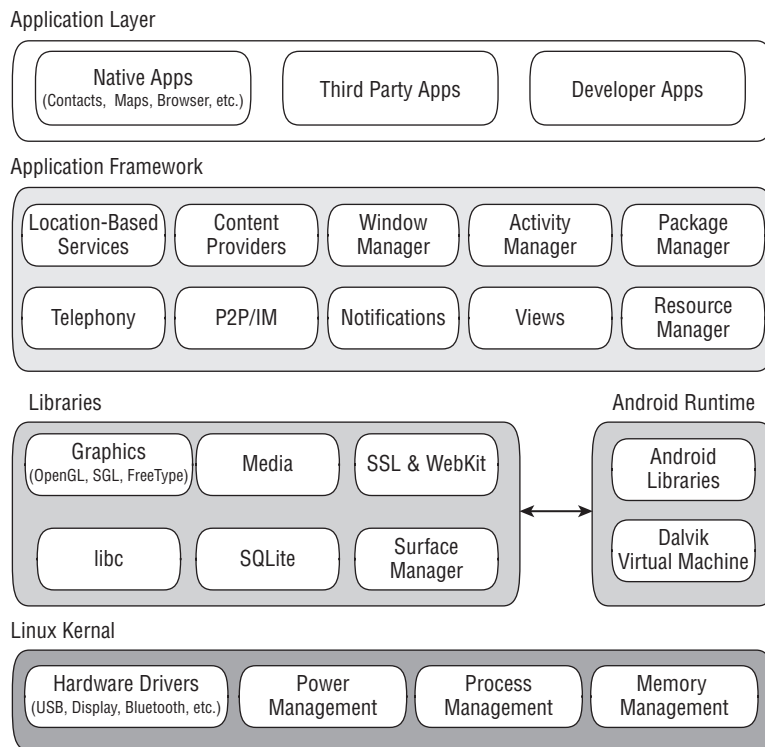 Application Layer
Native Apps
(Contacts, Maps, Browser, etc.)
Third Party Apps
Developer Apps
Application Framework
Location-Based
Services
Content
Providers
Window
Manager
Activity
Manager
Package
Manager
Telephony
P2P/IM
Notifications
Views
Resource
Manager
Libraries
Graphics
(OpenGL, SGL, FreeType)
Media
SSL & WebKit
libc
SQLite
Surface
Manager
Android Runtime
Android
Libraries
Dalvik
Virtual Machine
Linux Kernal
Hardware Drivers
(USB, Display, Bluetooth, etc.)
Power
Management
Process
Management
Memory
Management